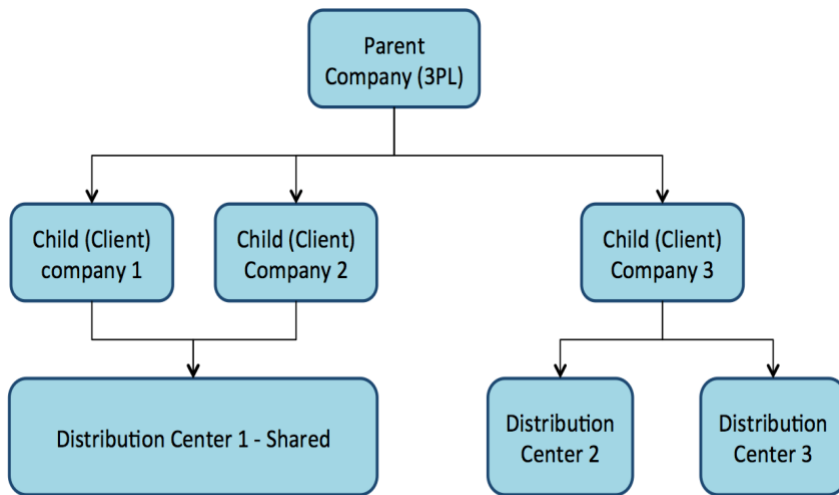 Parent
Company (3PL)
Child (Client)
company 1
Child (Client)
Company 2
Child (Client)
Company 3
Distribution Center 1 - Shared
Distribution
Center 2
Distribution
Center 3